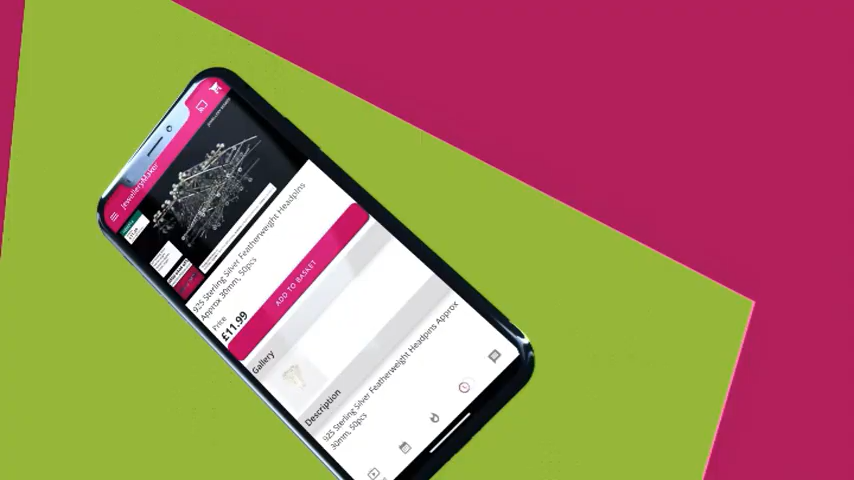 JewelleryMaker
925 Sterling Silver Featherweight Headpins
Approx 30mm, 50pcs
Price
£11.99
ADD TO BASKET
Gallery
Description
925 Sterling Silver Featherweight Headpins Approx
30mm, 50pcs